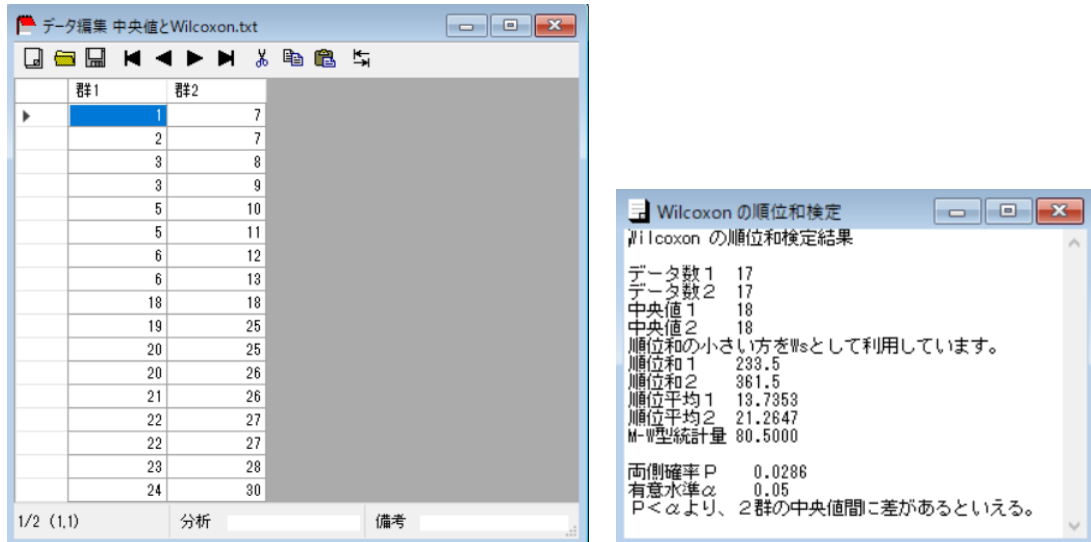 データ編集 中央値とWilcoxon.txt
群1 群2
1 7
2 7
3 8
3 9
5 10
5 11
6 12
6 13
18 18
19 25
20 25
20 26
21 26
22 27
22 27
23 28
24 30
1/2 (1,1) 分析 備考
Wilcoxon の順位和検定
Wilcoxon の順位和検定結果
データ数1 17
データ数2 17
中央値1 18
中央値2 18
順位和の小さい方をWsとして利用しています。
順位和1 233.5
順位和2 361.5
順位平均1 13.7353
順位平均2 21.2647
M-W型統計量 80.5000
両側確率P 0.0286
有意水準α 0.05
P<αより、2群の中央値間に差があるといえる。